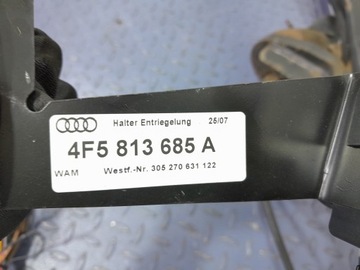 Halter Entriegelung 25/07
4F5 813 685 A
WAM Westf.-Nr. 305 270 631 122